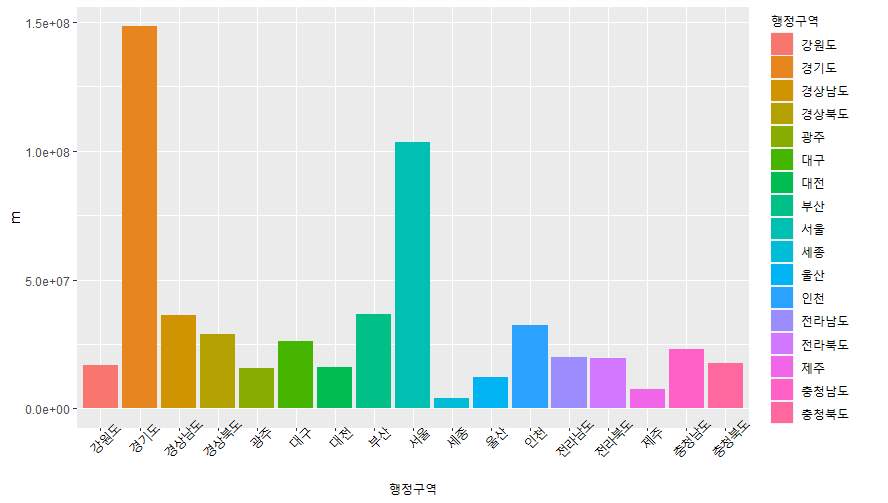 1.5e+08
1.0e+08
5.0e+07
0.0e+00
m
강원도
경기도
경상남도
경상북도
광주
대구
대전
부산
서울
세종
울산
인천
전라남도
전라북도
제주
충청남도
충청북도
행정구역
행정구역
강원도
경기도
경상남도
경상북도
광주
대구
대전
부산
서울
세종
울산
인천
전라남도
전라북도
제주
충청남도
충청북도